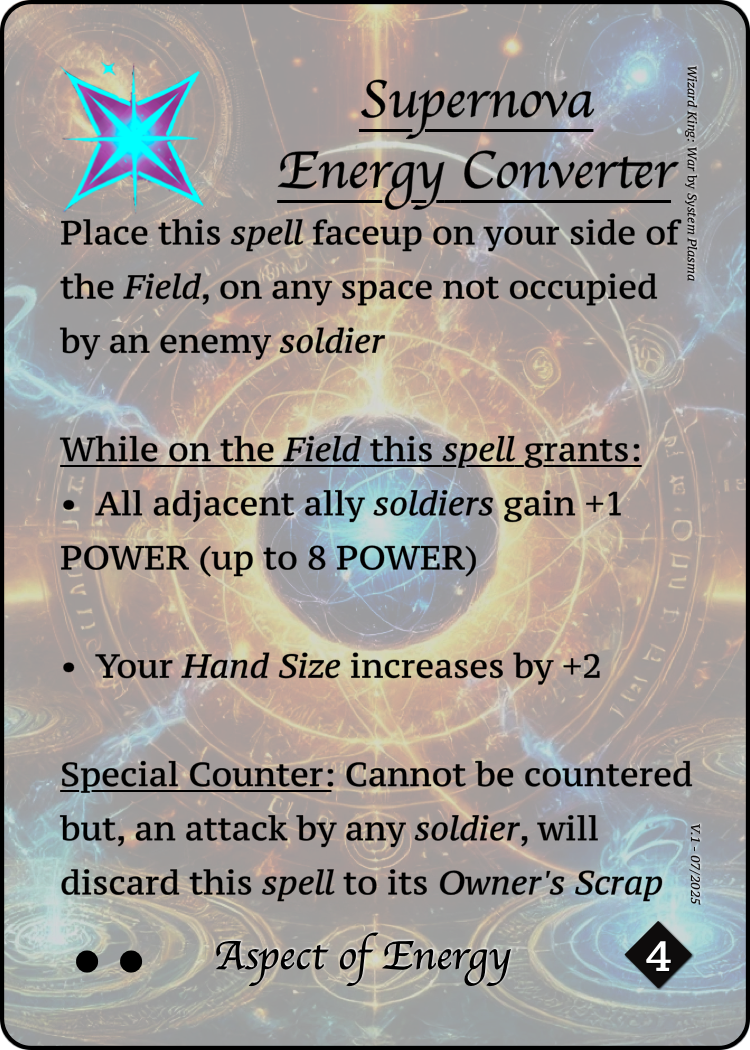 Supernova
Energy Converter
Wizard King: War by System Plasma
Place this spell faceup on your side of
the Field, on any space not occupied
by an enemy soldier
While on the Field this spell grants:
• All adjacent ally soldiers gain +1
POWER (up to 8 POWER)
• Your Hand Size increases by +2
Special Counter: Cannot be countered
but, an attack by any soldier, will
discard this spell to its Owner's Scrap
V.1 - 07/2025
Aspect of Energy
4